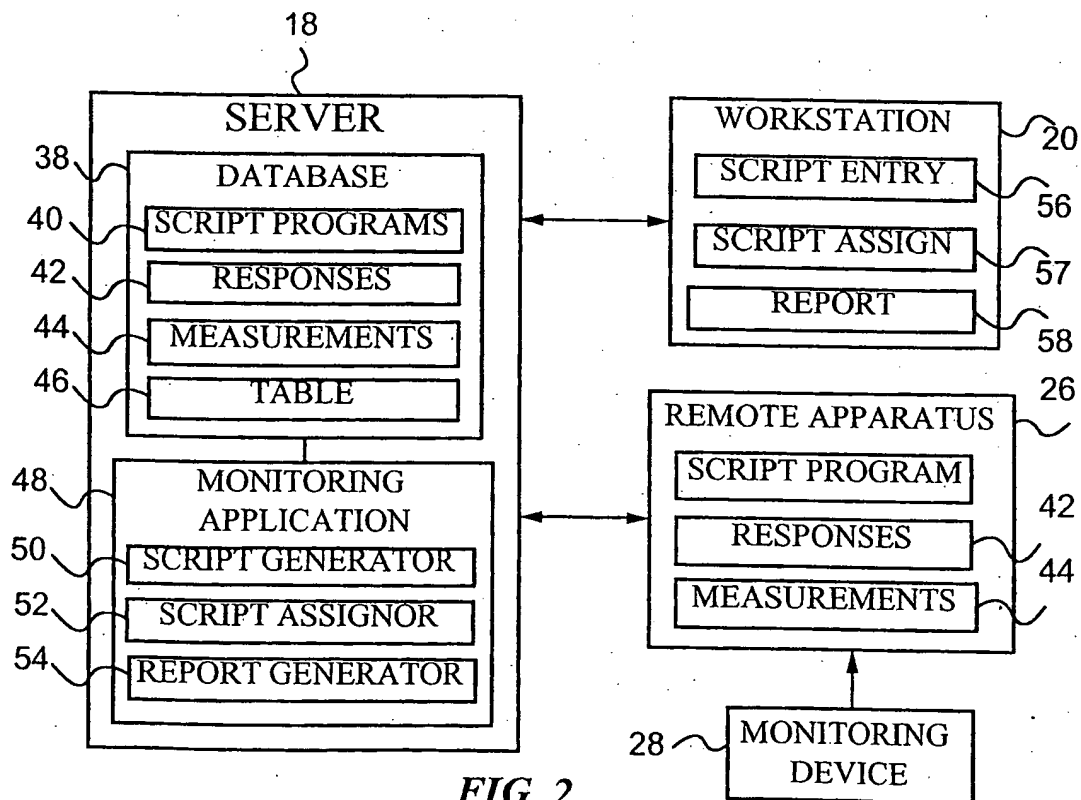 18
SERVER
38
DATABASE
40
SCRIPT PROGRAMS
42
RESPONSES
44
MEASUREMENTS
46
TABLE
48
MONITORING
APPLICATION
50
SCRIPT GENERATOR
52
SCRIPT ASSIGNOR
54
REPORT GENERATOR
WORKSTATION
20
SCRIPT ENTRY
56
SCRIPT ASSIGN
57
REPORT
58
26
REMOTE APPARATUS
SCRIPT PROGRAM
42
RESPONSES
44
MEASUREMENTS
28
MONITORING
DEVICE
FIG. 2